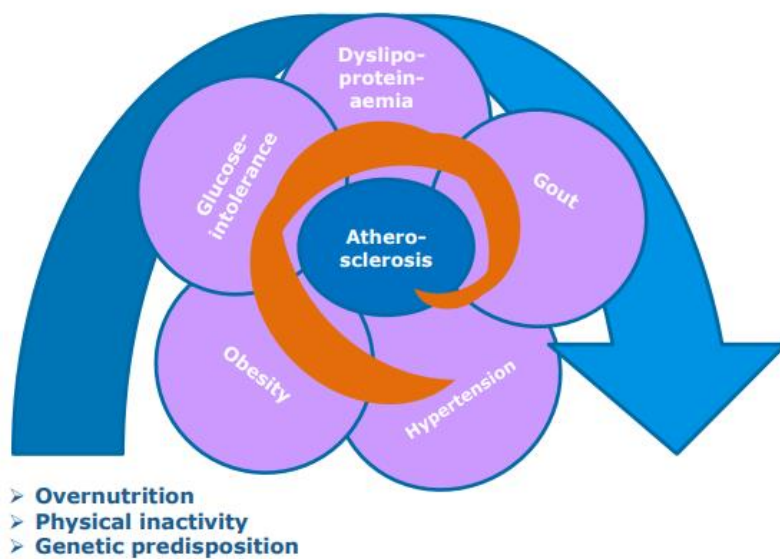 Dyslipo-
protein-
aemia
Glucose-
intolerance
Gout
Athero-
sclerosis
Obesity
Hypertension
➢ Overnutrition
➢ Physical inactivity
➢ Genetic predisposition